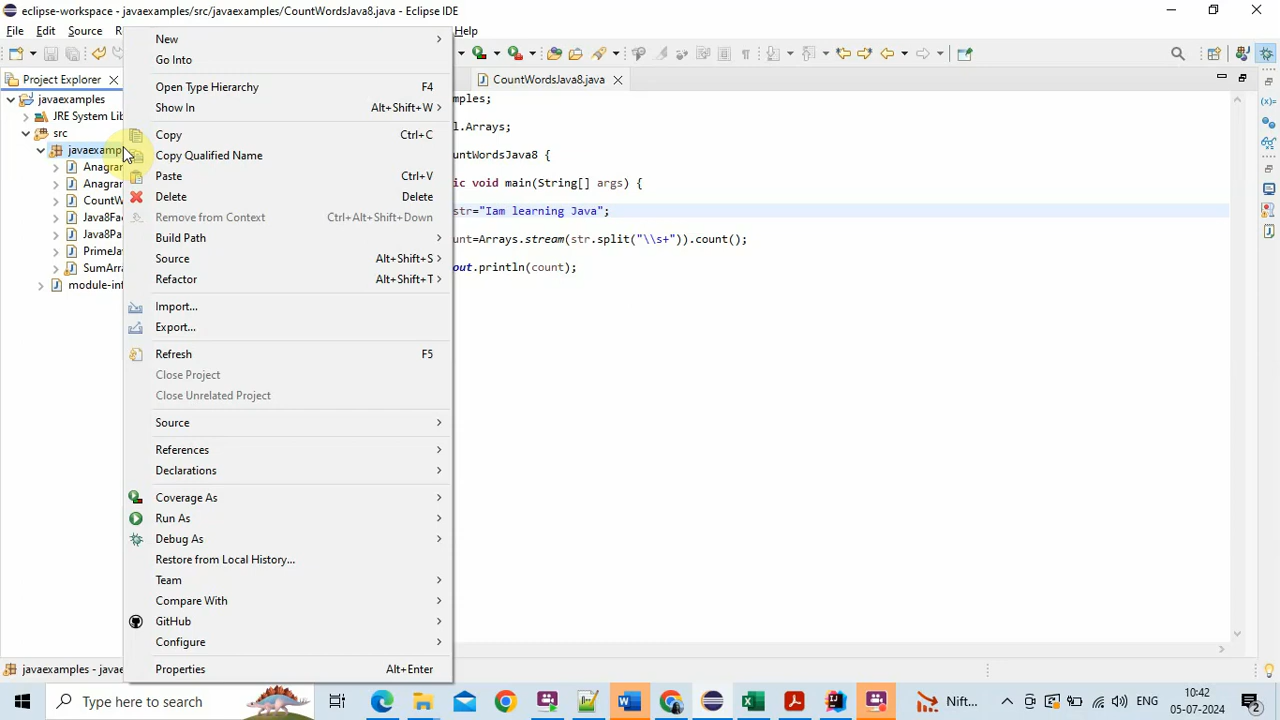 eclipse-workspace - javaexamples/src/javaexamples/CountWordsJava8.java - Eclipse IDE
File Edit Source Help
Project Explorer
CountWordsJava8.java
javaexamples
JRE System Lib
src
javaexamp
Anagra
Anagra
CountW
Java8Fa
Java8Pa
PrimeJa
SumArra
module-inf
New
Go Into
Open Type Hierarchy F4
Show In Alt+Shift+W
Copy Ctrl+C
Copy Qualified Name
Paste Ctrl+V
Delete Delete
Remove from Context Ctrl+Alt+Shift+Down
Build Path
Source Alt+Shift+S
Refactor Alt+Shift+T
Import...
Export...
Refresh F5
Close Project
Close Unrelated Project
Source
References
Declarations
Coverage As
Run As
Debug As
Restore from Local History...
Team
Compare With
GitHub
Configure
Properties Alt+Enter
mples;
l.Arrays;
ountWordsJava8 {
ic void main(String[] args) {
str="Iam learning Java";
unt=Arrays.stream(str.split("\\s+")).count();
out.println(count);
javaexamples - javae
Type here to search
Nift...
ENG
10:42
05-07-2024
2